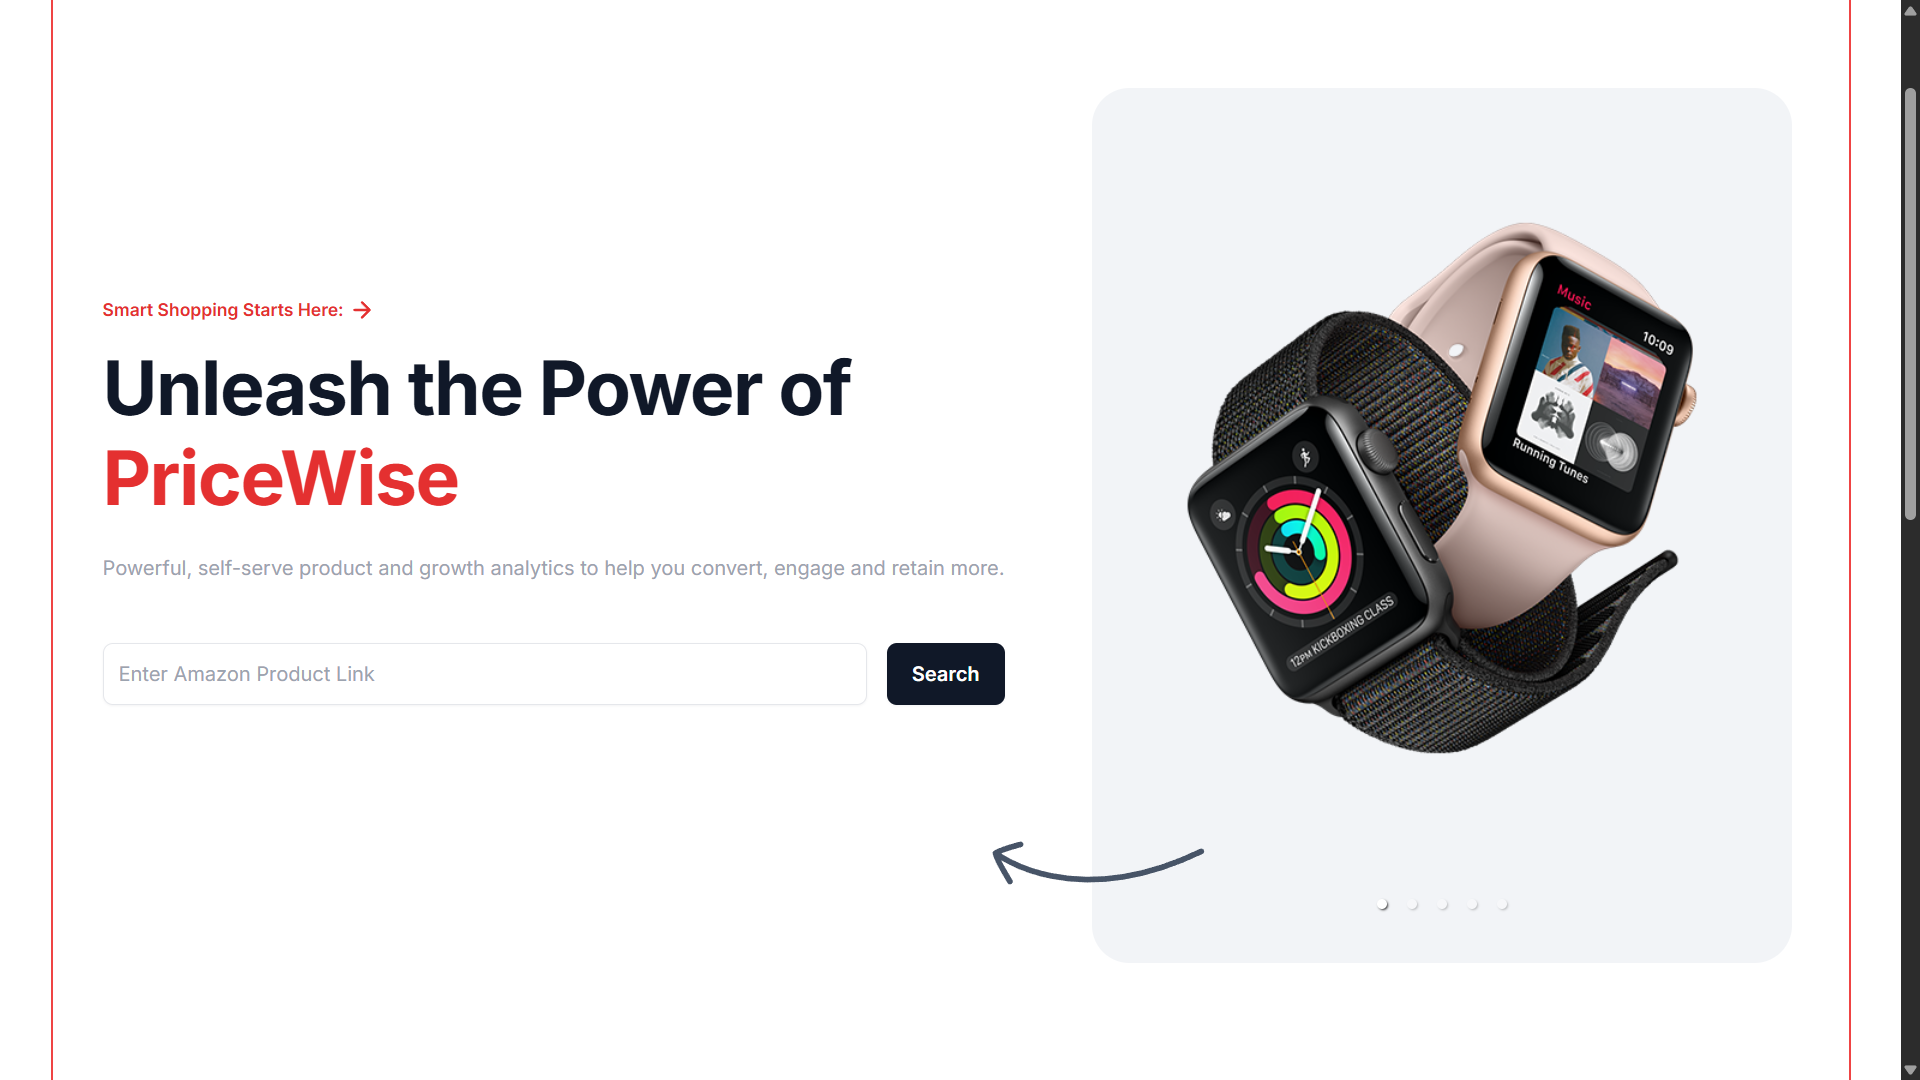 Smart Shopping Starts Here:
Unleash the Power of
PriceWise
Powerful, self-serve product and growth analytics to help you convert, engage and retain more.
Enter Amazon Product Link
Search
Music
10:09
Running Tunes
12PM KICKBOXING CLASS